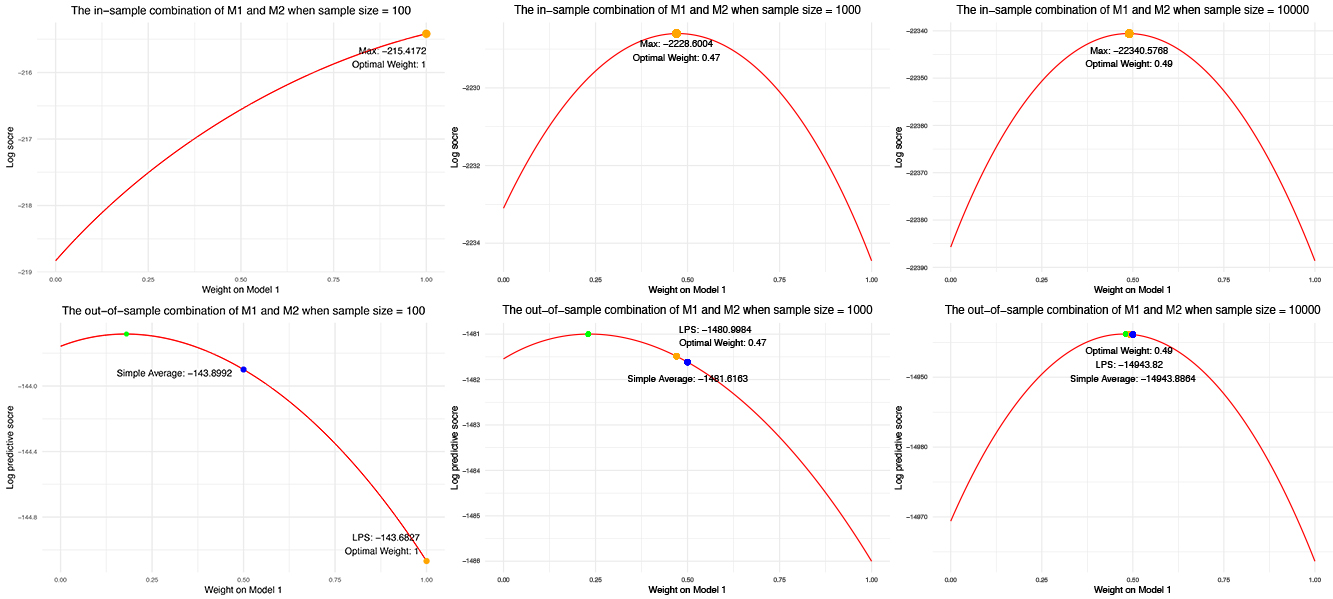 The in−sample combination of M1 and M2 when sample size = 100
Max: −215.4172
Optimal Weight: 1
−216
−217
−218
−219
Log socre
0.00
0.25
0.50
0.75
1.00
Weight on Model 1
The in−sample combination of M1 and M2 when sample size = 1000
Max: −2228.6004
Optimal Weight: 0.47
−2230
−2232
−2234
Log socre
0.00
0.25
0.50
0.75
1.00
Weight on Model 1
The in−sample combination of M1 and M2 when sample size = 10000
Max: −22340.5768
Optimal Weight: 0.49
−22340
−22350
−22360
−22370
−22380
−22390
Log socre
0.00
0.25
0.50
0.75
1.00
Weight on Model 1
The out−of−sample combination of M1 and M2 when sample size = 100
Simple Average: −143.8992
LPS: −143.6827
Optimal Weight: 1
−144.0
−144.4
−144.8
Log predictive socre
0.00
0.25
0.50
0.75
1.00
Weight on Model 1
The out−of−sample combination of M1 and M2 when sample size = 1000
LPS: −1480.9984
Optimal Weight: 0.47
Simple Average: −1481.6163
−1481
−1482
−1483
−1484
−1485
−1486
Log predictive socre
0.00
0.25
0.50
0.75
1.00
Weight on Model 1
The out−of−sample combination of M1 and M2 when sample size = 10000
Optimal Weight: 0.49
LPS: −14943.82
Simple Average: −14943.8864
−14950
−14960
−14970
Log predictive socre
0.00
0.25
0.50
0.75
1.00
Weight on Model 1